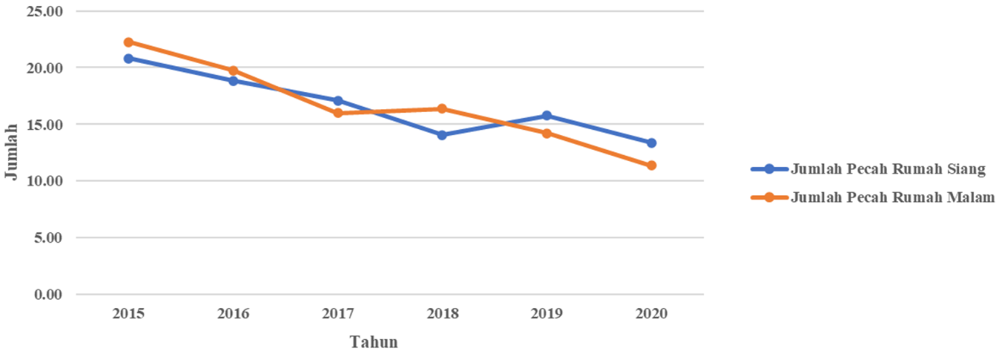 25.00
20.00
15.00
10.00
5.00
0.00
Jumlah
2015 2016 2017 2018 2019 2020
Tahun
Jumlah Pecah Rumah Siang
Jumlah Pecah Rumah Malam